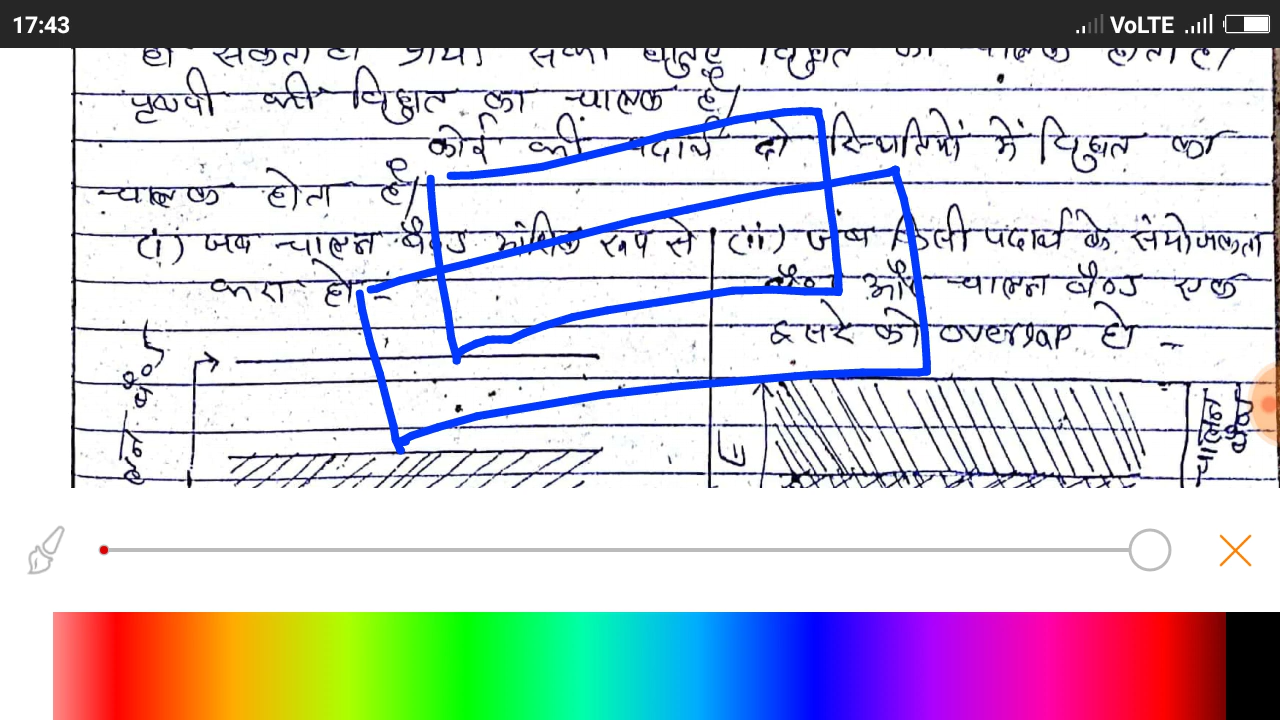 17:43 VoLTE
हो सकता है। प्रायः सभी धातुएँ विद्युत का चालक होता है।
पृथ्वी भी विद्युत का चालक है।
कोई भी पदार्थ दो स्थितियों में विद्युत का
चालक होता है।
(i) जब चालन बैण्ड आंशिक रूप से
भरा हो :-
(ii) जब किसी पदार्थ के संयोजकता
बैण्ड और चालन बैण्ड एक
दूसरे को overlap हो -
E
चालन
बैण्ड